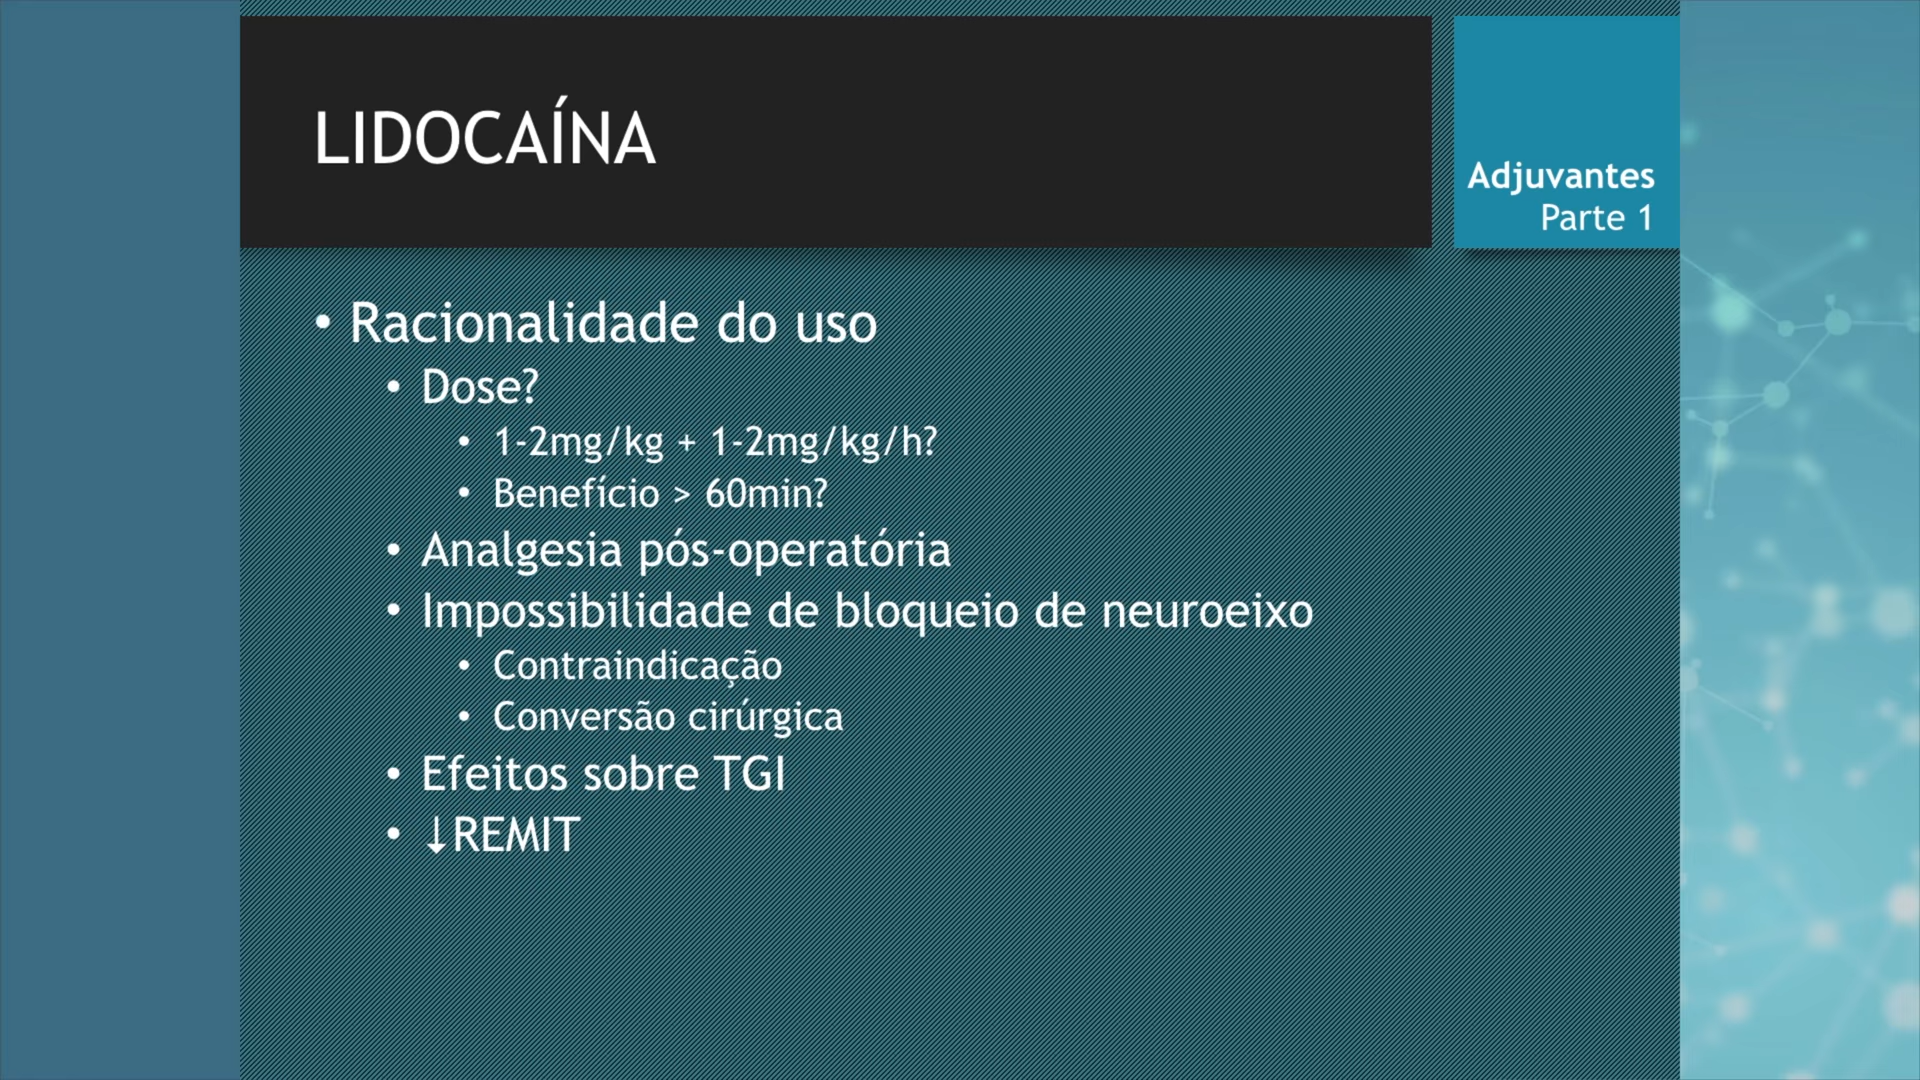 LIDOCAÍNA
Adjuvantes
Parte 1
• Racionalidade do uso
• Dose?
• 1-2mg/kg + 1-2mg/kg/h?
• Benefício > 60min?
• Analgesia pós-operatória
• Impossibilidade de bloqueio de neuroeixo
• Contraindicação
• Conversão cirúrgica
• Efeitos sobre TGI
• ↓REMIT